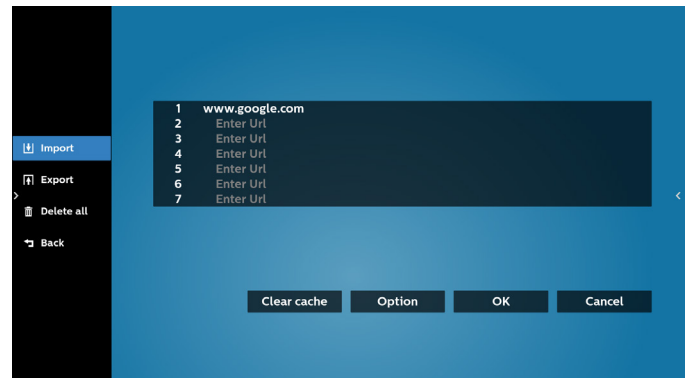 Import
Export
Delete all
Back
1 www.google.com
2 Enter Url
3 Enter Url
4 Enter Url
5 Enter Url
6 Enter Url
7 Enter Url
Clear cache Option OK Cancel